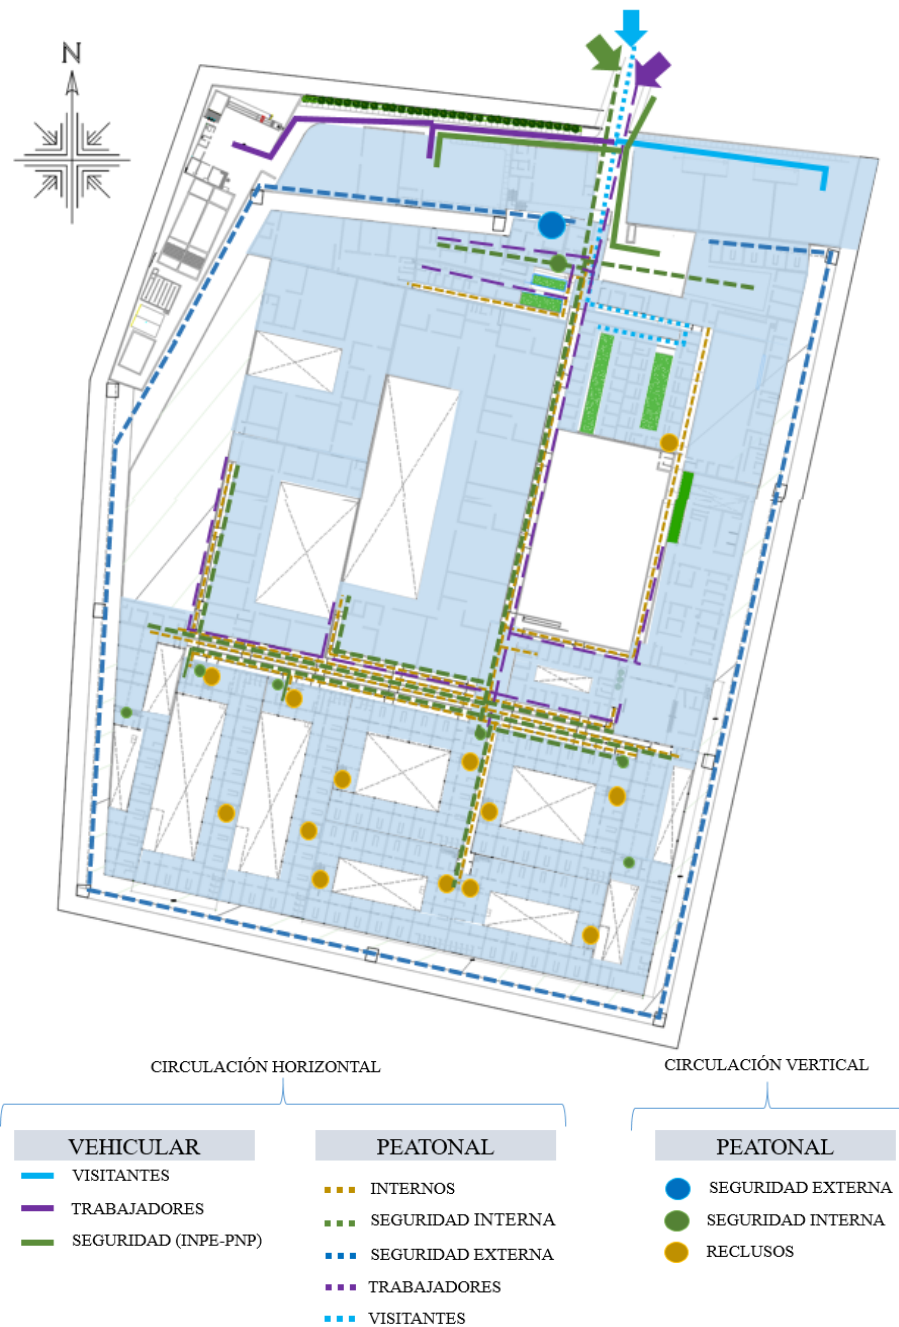 N
CIRCULACIÓN HORIZONTAL
CIRCULACIÓN VERTICAL
VEHICULAR
VISITANTES
TRABAJADORES
SEGURIDAD (INPE-PNP)
PEATONAL
INTERNOS
SEGURIDAD INTERNA
SEGURIDAD EXTERNA
TRABAJADORES
VISITANTES
PEATONAL
SEGURIDAD EXTERNA
SEGURIDAD INTERNA
RECLUSOS